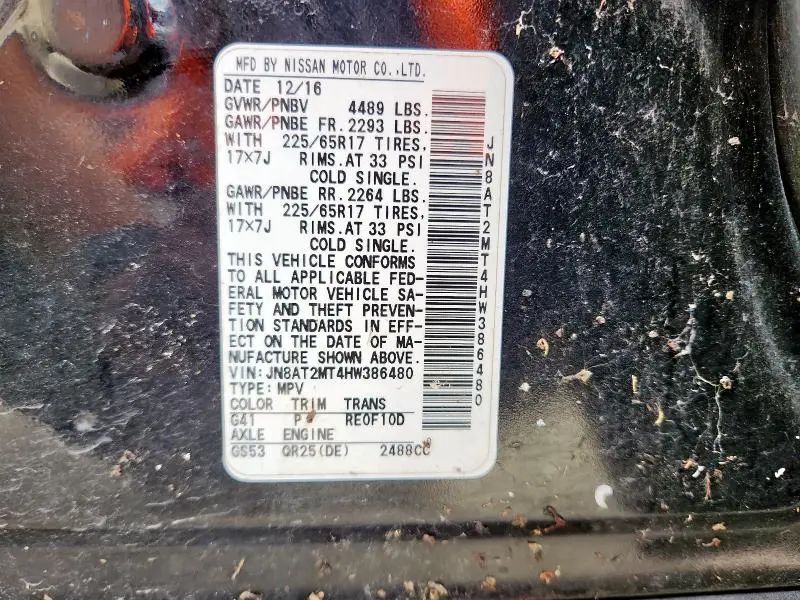 MFD BY NISSAN MOTOR CO.,LTD.
DATE 12/16
GVWR/PNBV 4489 LBS.
GAWR/PNBE FR.2293 LBS.
WITH 225/65R17 TIRES,
17×7J RIMS.AT 33 PSI
COLD SINGLE.
GAWR/PNBE RR.2264 LBS.
WITH 225/65R17 TIRES,
17×7J RIMS.AT 33 PSI
COLD SINGLE.
THIS VEHICLE CONFORMS
TO ALL APPLICABLE FED-
ERAL MOTOR VEHICLE SA-
FETY AND THEFT PREVEN-
TION STANDARDS IN EFF-
ECT ON THE DATE OF MA-
NUFACTURE SHOWN ABOVE.
VIN:JN8AT2MT4HW386480
TYPE:MPV
COLOR TRIM TRANS
G41 RE0F10D
AXLE ENGINE
GS53 QR25(DE) 2488CC
JN8AT2MT4HW386480